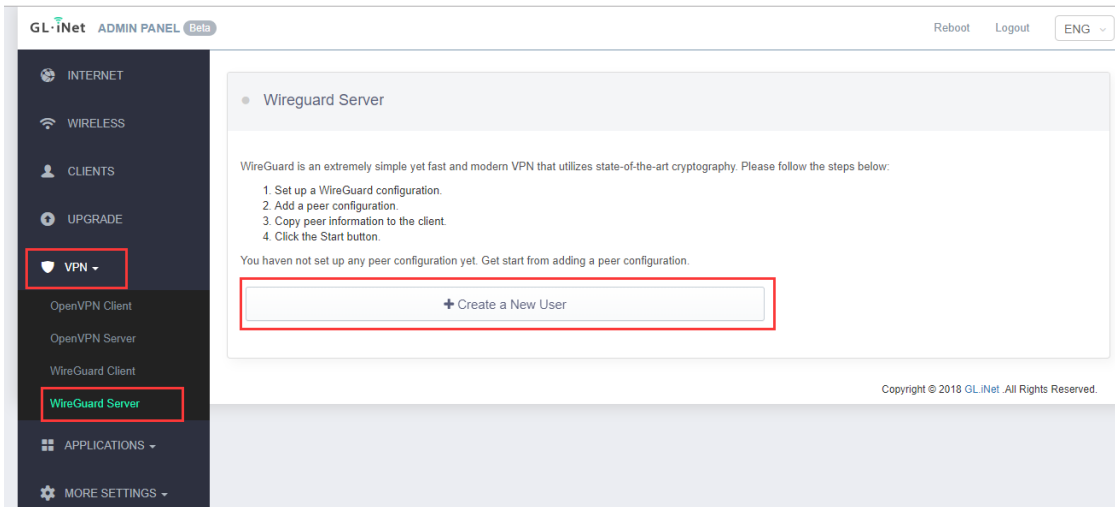 GL·iNet ADMIN PANEL Beta
Reboot Logout ENG
INTERNET
WIRELESS
CLIENTS
UPGRADE
VPN
OpenVPN Client
OpenVPN Server
WireGuard Client
WireGuard Server
APPLICATIONS
MORE SETTINGS
Wireguard Server
WireGuard is an extremely simple yet fast and modern VPN that utilizes state-of-the-art cryptography. Please follow the steps below:
1. Set up a WireGuard configuration.
2. Add a peer configuration.
3. Copy peer information to the client.
4. Click the Start button.
You haven not set up any peer configuration yet. Get start from adding a peer configuration.
+ Create a New User
Copyright © 2018 GL.iNet .All Rights Reserved.